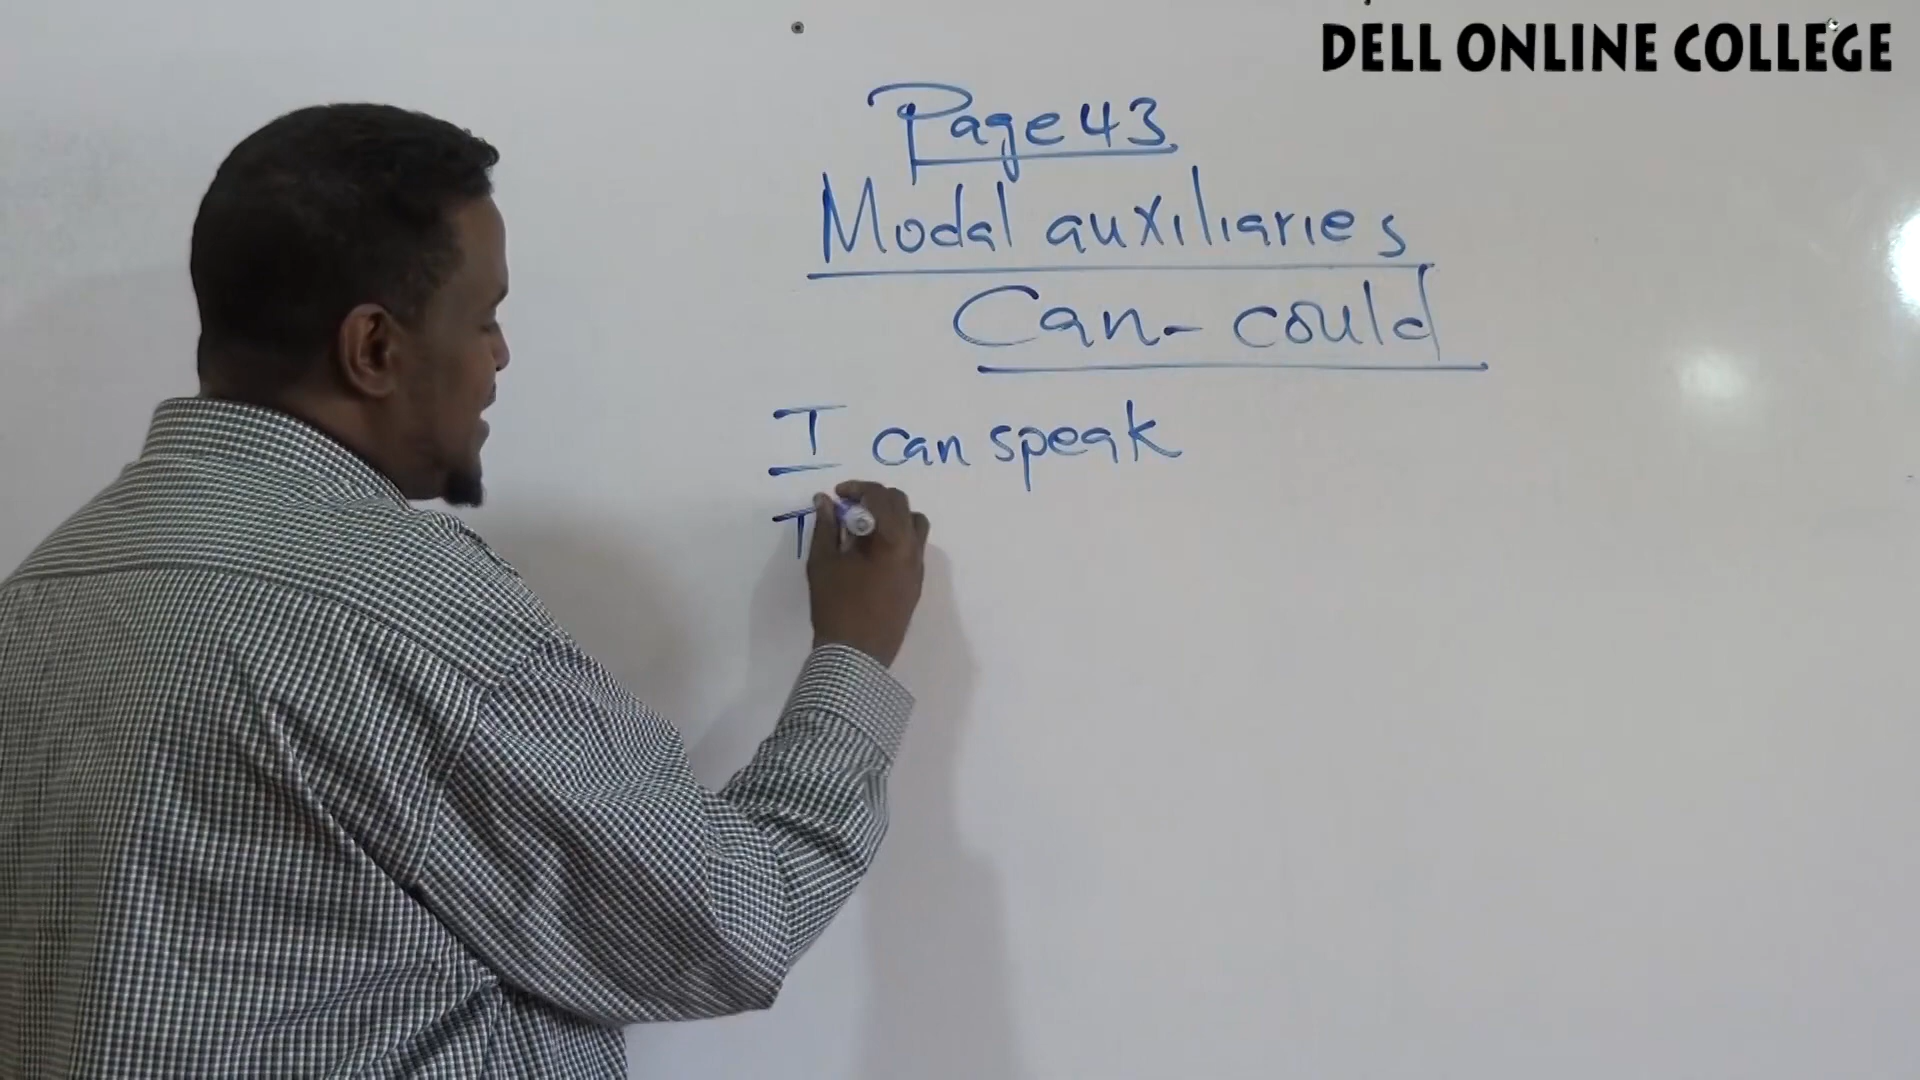 DELL ONLINE COLLEGE
Page 43
Modal auxiliaries
Can - could
I can speak
I